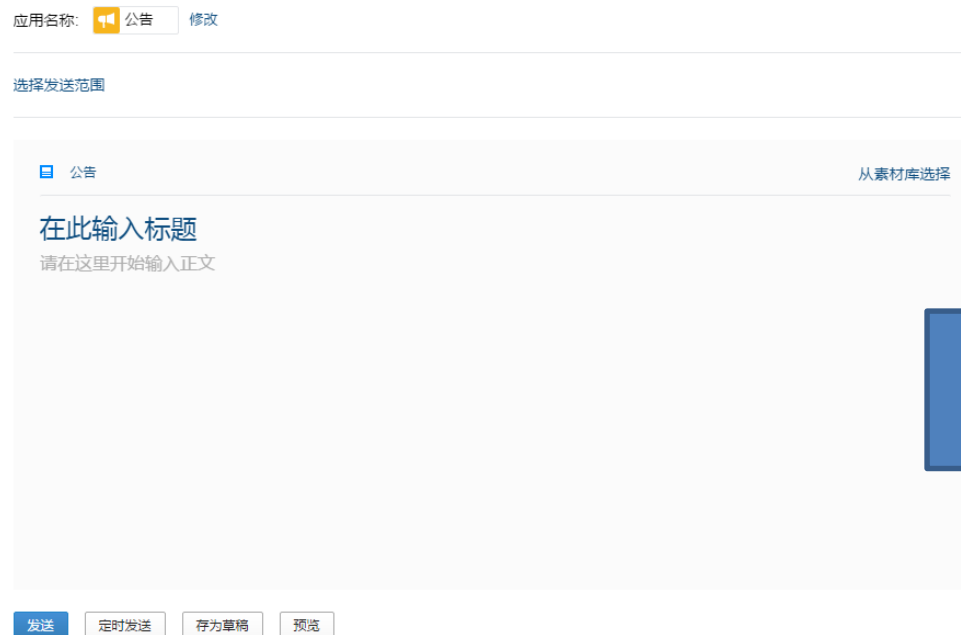 应用名称: 公告 修改
选择发送范围
公告 从素材库选择
在此输入标题
请在这里开始输入正文
发送 定时发送 存为草稿 预览